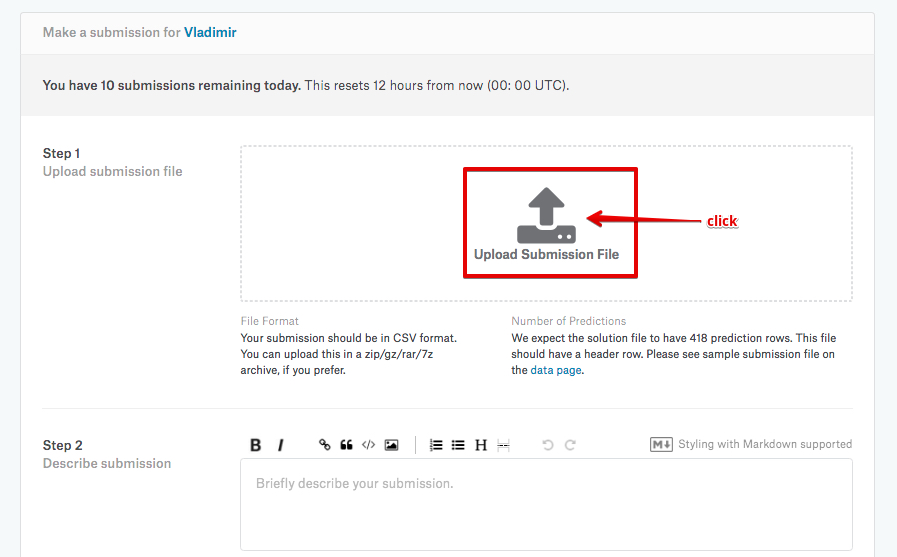 Make a submission for Vladimir
You have 10 submissions remaining today. This resets 12 hours from now (00: 00 UTC).
Step 1
Upload submission file
Upload Submission File
click
File Format
Your submission should be in CSV format.
You can upload this in a zip/gz/rar/7z
archive, if you prefer.
Number of Predictions
We expect the solution file to have 418 prediction rows. This file
should have a header row. Please see sample submission file on
the data page.
Step 2
Describe submission
B I </> H
M Styling with Markdown supported
Briefly describe your submission.